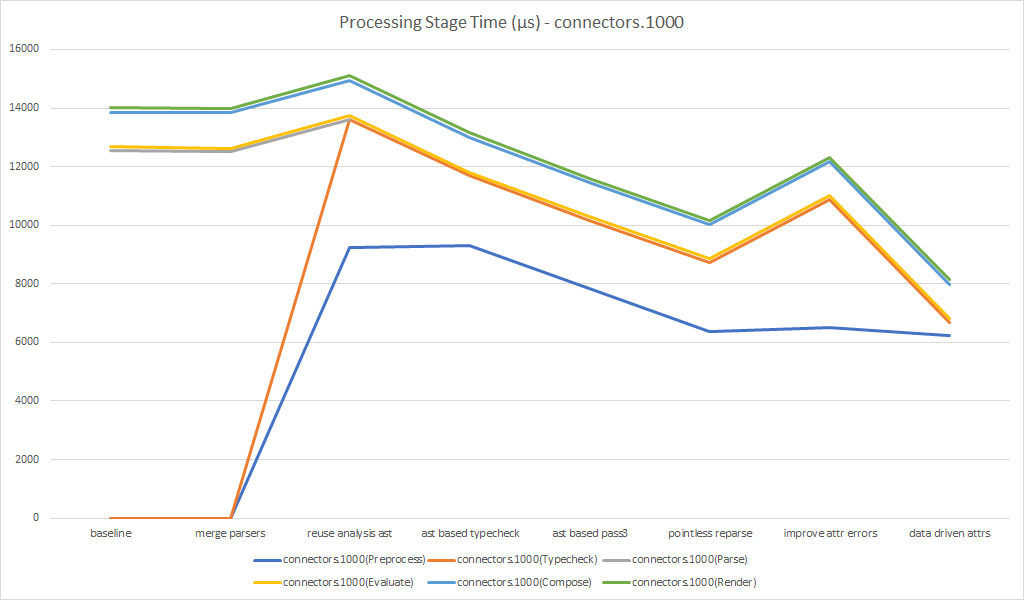 Processing Stage Time (µs) - connectors.1000
16000
14000
12000
10000
8000
6000
4000
2000
0
baseline merge parsers reuse analysis ast ast based typecheck ast based pass3 pointless reparse improve attr errors data driven attrs
connectors.1000(Preprocess) connectors.1000(Typecheck) connectors.1000(Parse)
connectors.1000(Evaluate) connectors.1000(Compose) connectors.1000(Render)